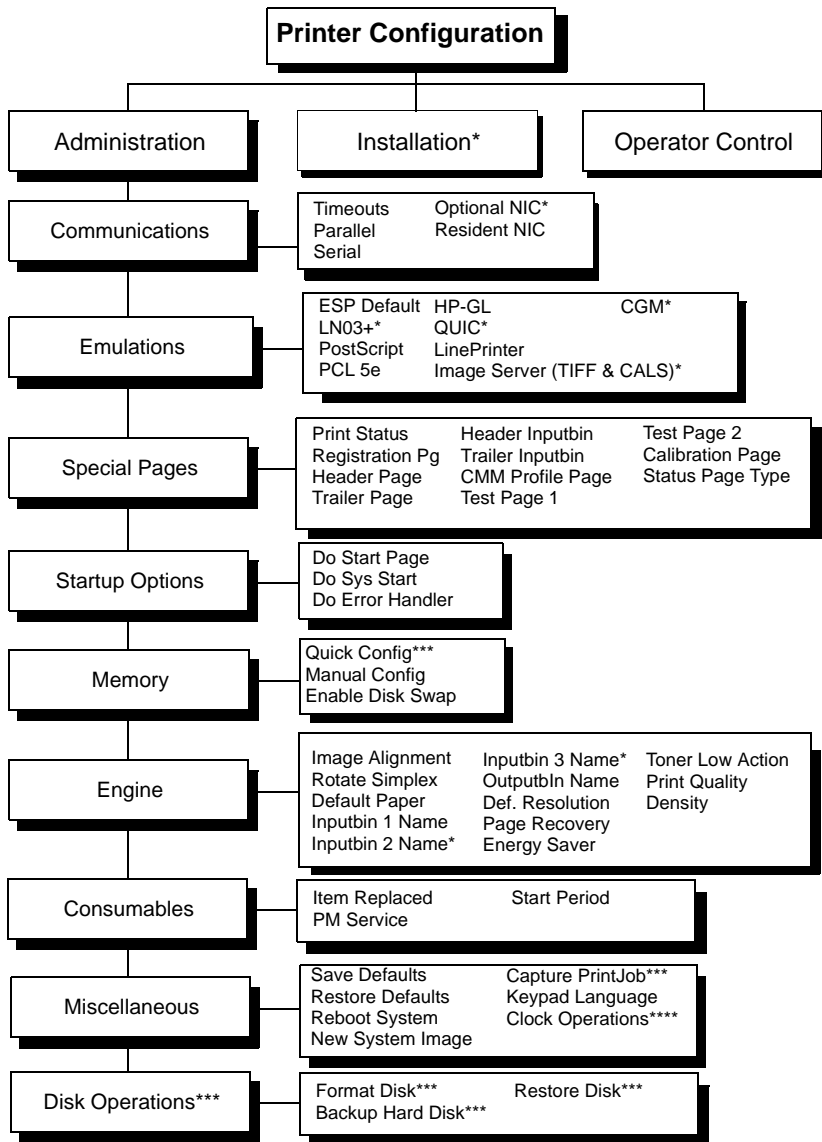 Printer Configuration
Administration
Installation*
Operator Control
Communications
Timeouts
Parallel
Serial
Optional NIC*
Resident NIC
Emulations
ESP Default
LN03+*
PostScript
PCL 5e
HP-GL
QUIC*
LinePrinter
Image Server (TIFF & CALS)*
CGM*
Special Pages
Print Status
Registration Pg
Header Page
Trailer Page
Header Inputbin
Trailer Inputbin
CMM Profile Page
Test Page 1
Test Page 2
Calibration Page
Status Page Type
Startup Options
Do Start Page
Do Sys Start
Do Error Handler
Memory
Quick Config***
Manual Config
Enable Disk Swap
Engine
Image Alignment
Rotate Simplex
Default Paper
Inputbin 1 Name
Inputbin 2 Name*
Inputbin 3 Name*
OutputbIn Name
Def. Resolution
Page Recovery
Energy Saver
Toner Low Action
Print Quality
Density
Consumables
Item Replaced
PM Service
Start Period
Miscellaneous
Save Defaults
Restore Defaults
Reboot System
New System Image
Capture PrintJob***
Keypad Language
Clock Operations****
Disk Operations***
Format Disk***
Backup Hard Disk***
Restore Disk***